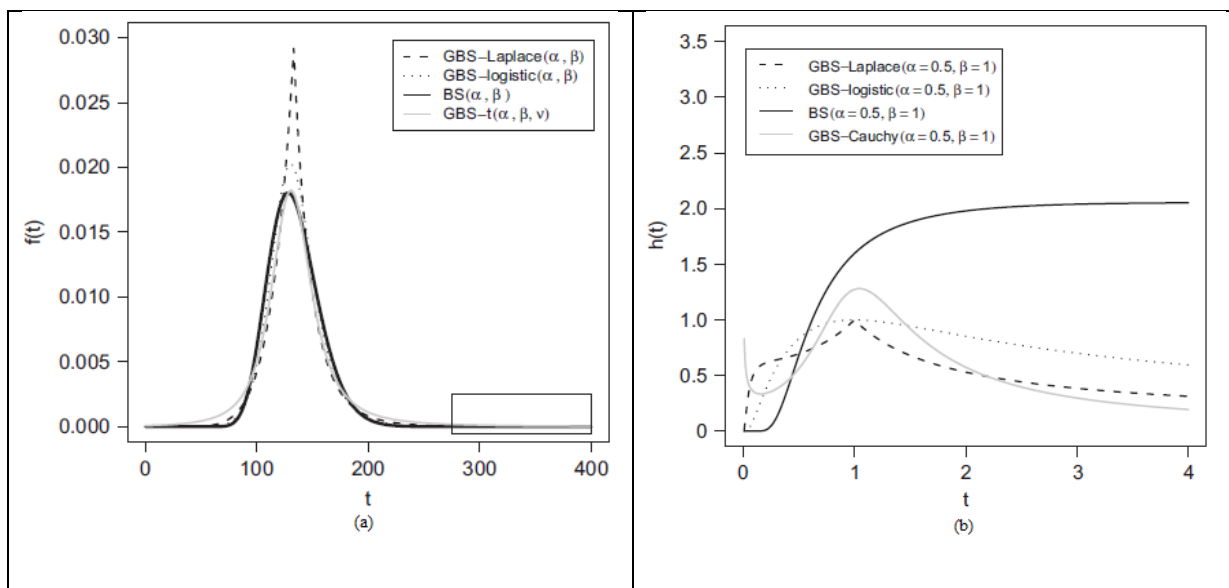 0.030
0.025
0.020
0.015
0.010
0.005
0.000
f(t)
GBS–Laplace(α, β)
GBS–logistic(α, β)
BS(α, β)
GBS–t(α, β, ν)
0 100 200 300 400
t
(a)
3.5
3.0
2.5
2.0
1.5
1.0
0.5
0
h(t)
GBS–Laplace(α = 0.5, β = 1)
GBS–logistic(α = 0.5, β = 1)
BS(α = 0.5, β = 1)
GBS–Cauchy(α = 0.5, β = 1)
0 1 2 3 4
t
(b)